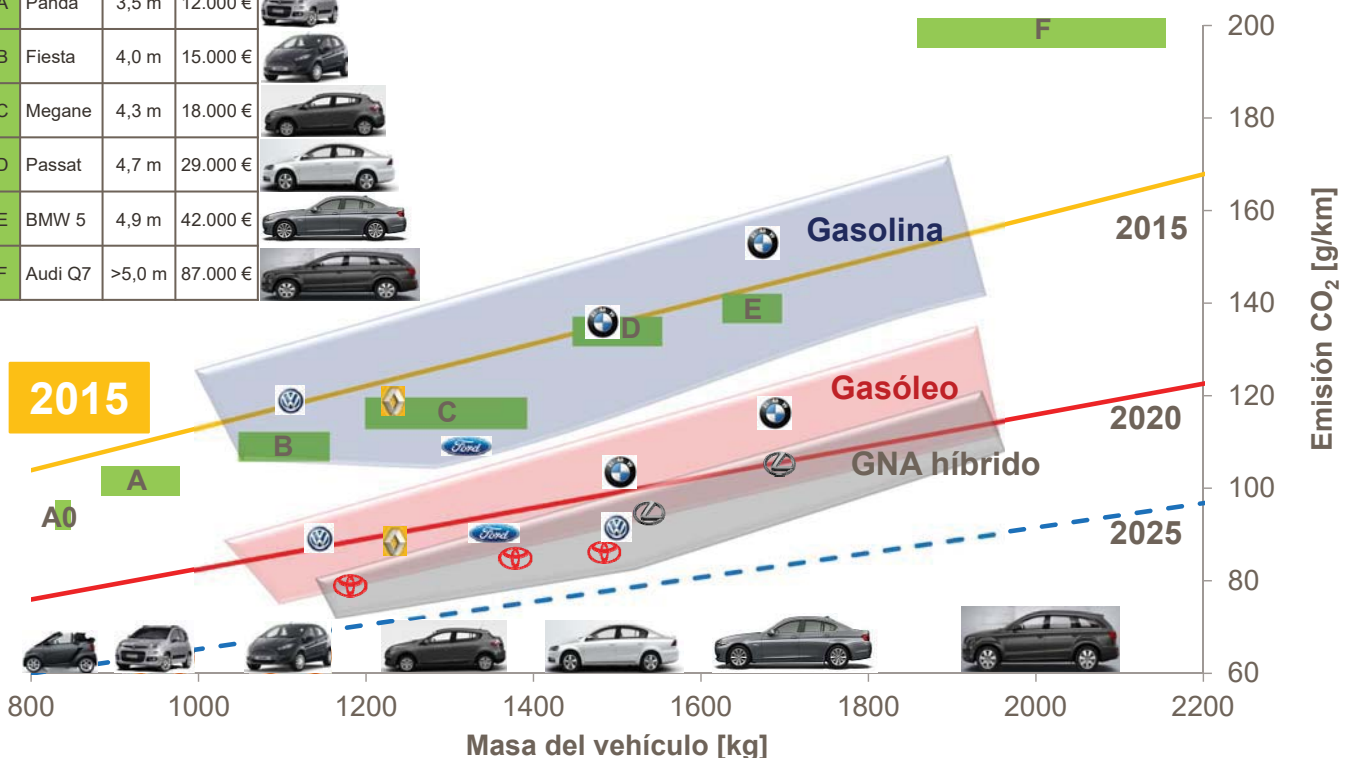 A Panda 3,5 m 12.000 €
B Fiesta 4,0 m 15.000 €
C Megane 4,3 m 18.000 €
D Passat 4,7 m 29.000 €
E BMW 5 4,9 m 42.000 €
F Audi Q7 >5,0 m 87.000 €
2015
F
Gasolina
2015
E
D
Gasóleo
C
2020
B
Ford
GNA híbrido
A
A0
Ford
2025
200
180
160
140
120
100
80
60
Emisión CO₂ [g/km]
800 1000 1200 1400 1600 1800 2000 2200
Masa del vehículo [kg]